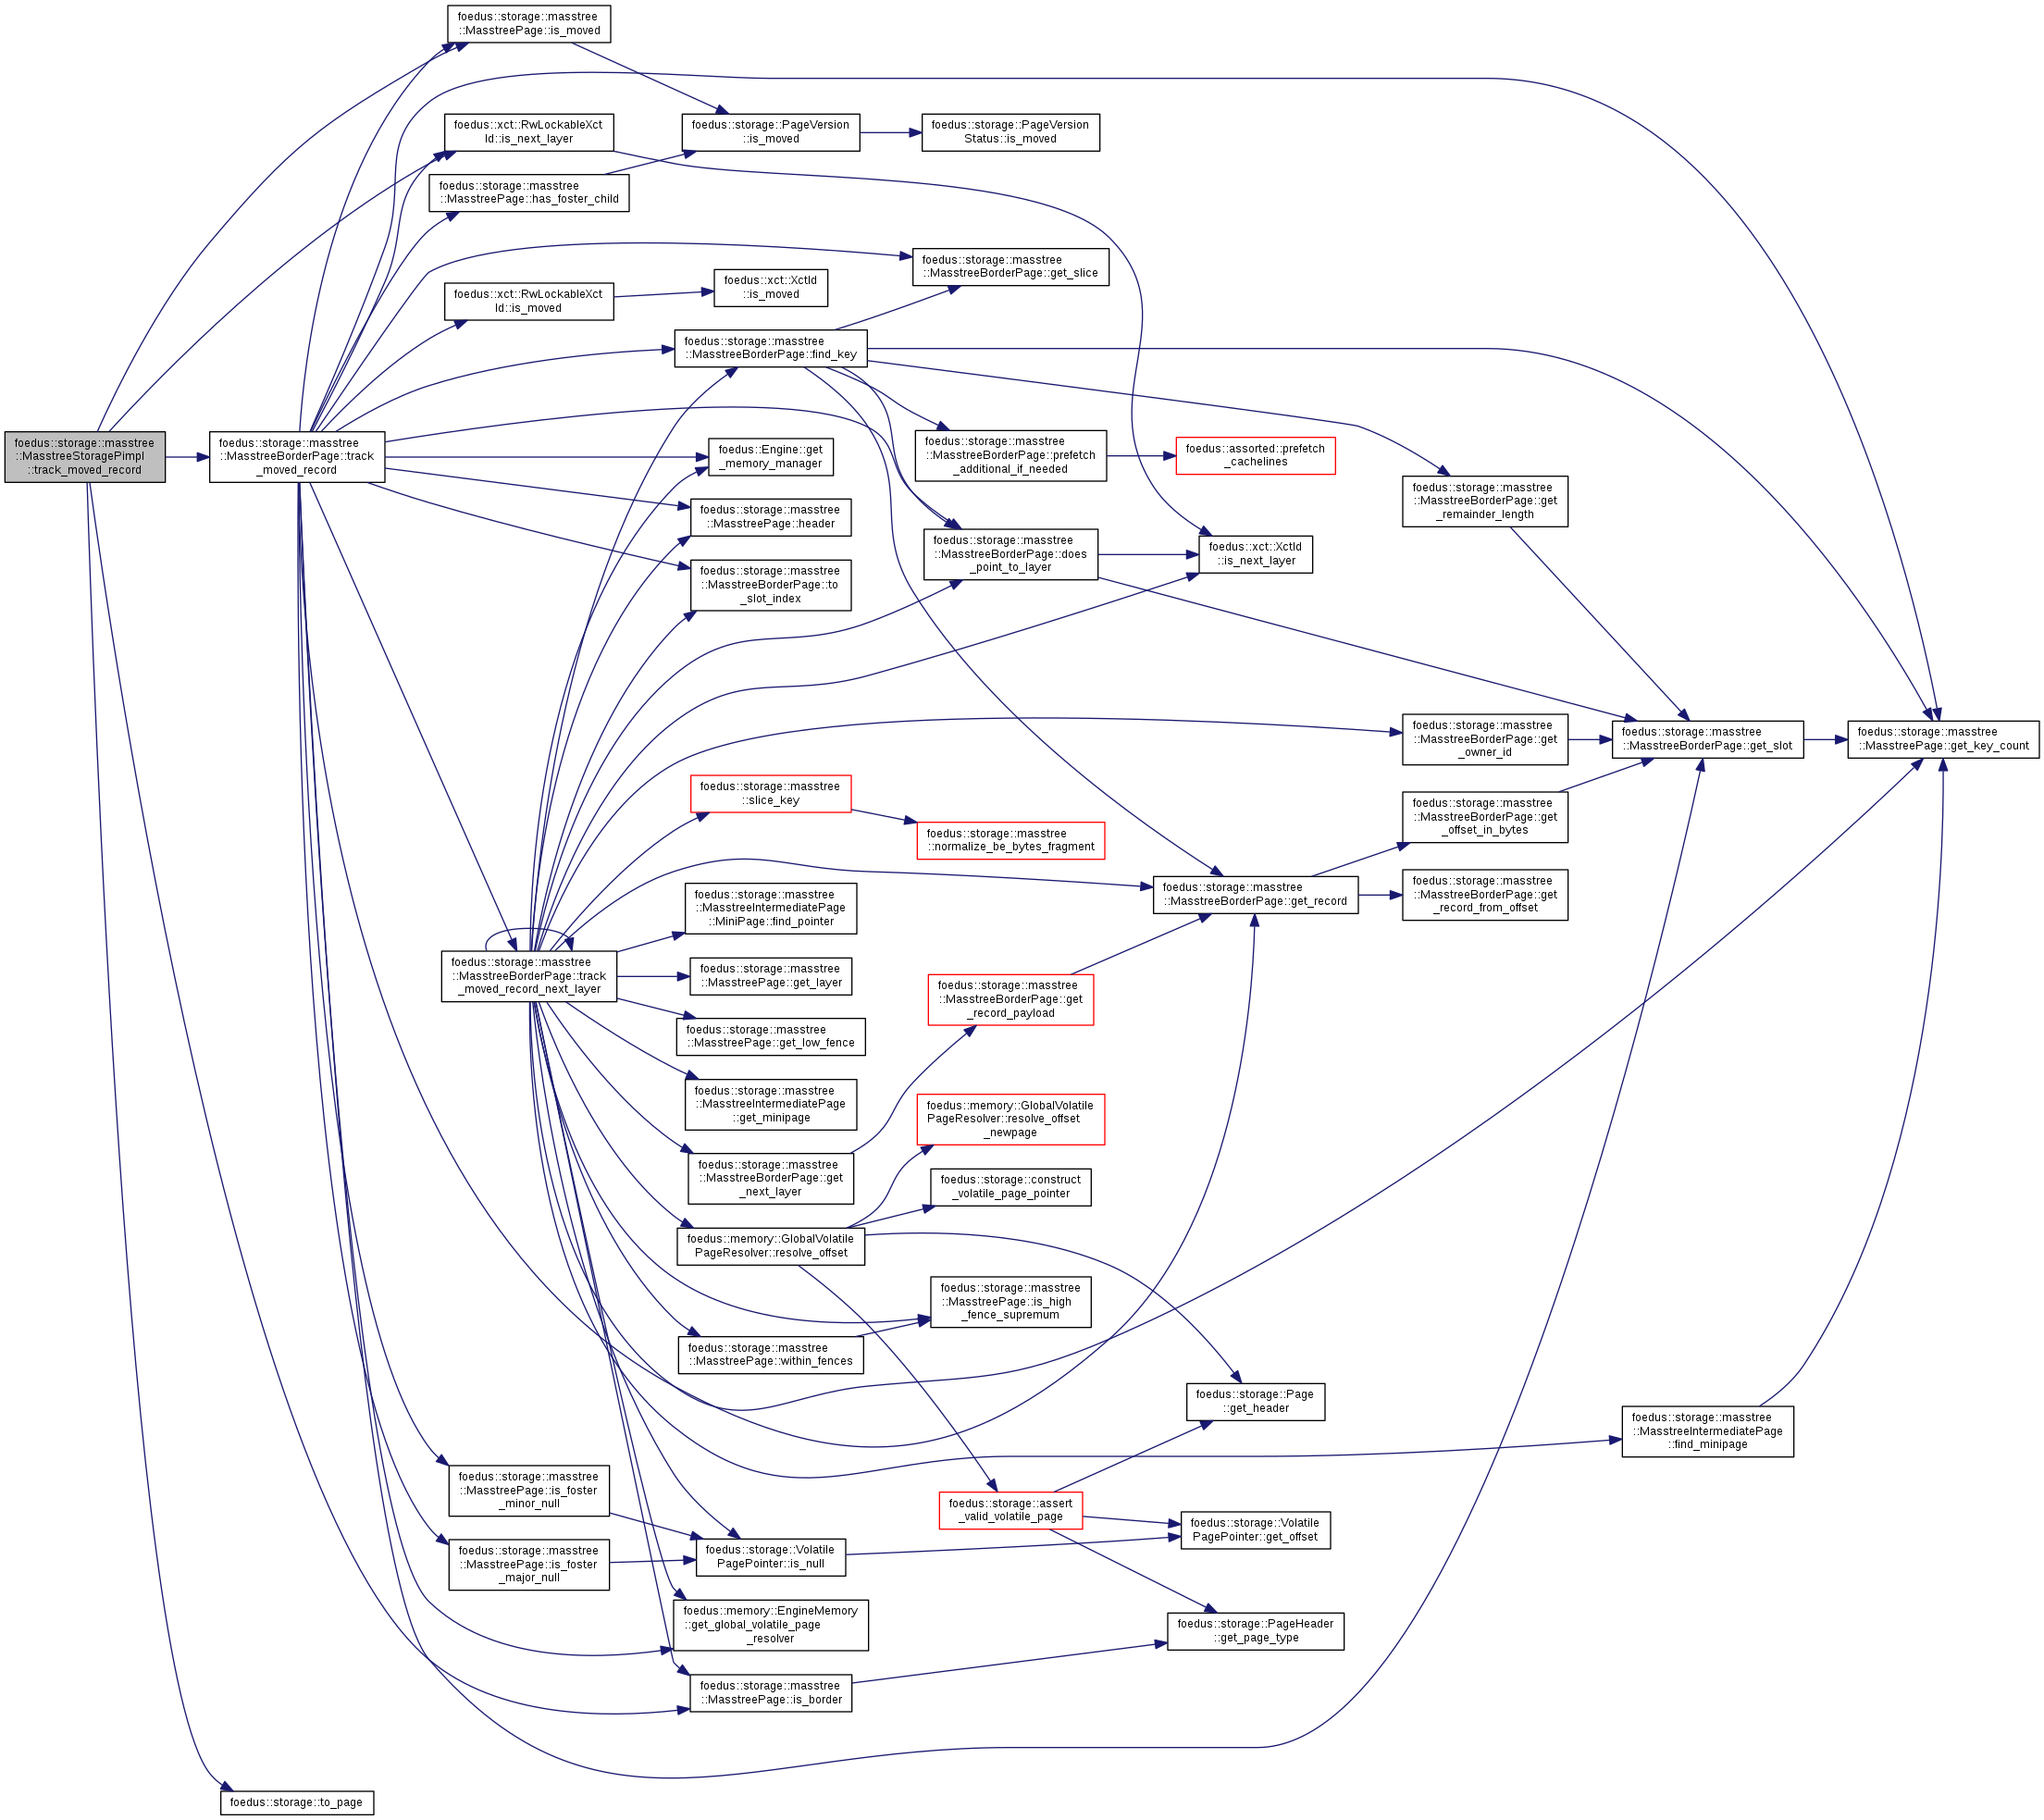 foedus::storage::masstree
::MasstreePage::is_moved
foedus::xct::RwLockableXct
Id::is_next_layer
foedus::storage::PageVersion
::is_moved
foedus::storage::PageVersion
Status::is_moved
foedus::storage::masstree
::MasstreePage::has_foster_child
foedus::storage::masstree
::MasstreeBorderPage::get_slice
foedus::xct::RwLockableXct
Id::is_moved
foedus::xct::XctId
::is_moved
foedus::storage::masstree
::MasstreeBorderPage::find_key
foedus::storage::masstree
::MasstreeStoragePimpl
::track_moved_record
foedus::storage::masstree
::MasstreeBorderPage::track
_moved_record
foedus::Engine::get
_memory_manager
foedus::storage::masstree
::MasstreeBorderPage::prefetch
_additional_if_needed
foedus::assorted::prefetch
_cachelines
foedus::storage::masstree
::MasstreeBorderPage::get
_remainder_length
foedus::storage::masstree
::MasstreePage::header
foedus::storage::masstree
::MasstreeBorderPage::does
_point_to_layer
foedus::xct::XctId
::is_next_layer
foedus::storage::masstree
::MasstreeBorderPage::to
_slot_index
foedus::storage::masstree
::MasstreeBorderPage::get
_owner_id
foedus::storage::masstree
::MasstreeBorderPage::get_slot
foedus::storage::masstree
::MasstreePage::get_key_count
foedus::storage::masstree
::slice_key
foedus::storage::masstree
::normalize_be_bytes_fragment
foedus::storage::masstree
::MasstreeBorderPage::get
_offset_in_bytes
foedus::storage::masstree
::MasstreeIntermediatePage
::MiniPage::find_pointer
foedus::storage::masstree
::MasstreeBorderPage::get_record
foedus::storage::masstree
::MasstreeBorderPage::get
_record_from_offset
foedus::storage::masstree
::MasstreeBorderPage::track
_moved_record_next_layer
foedus::storage::masstree
::MasstreePage::get_layer
foedus::storage::masstree
::MasstreeBorderPage::get
_record_payload
foedus::storage::masstree
::MasstreePage::get_low_fence
foedus::storage::masstree
::MasstreeIntermediatePage
::get_minipage
foedus::memory::GlobalVolatile
PageResolver::resolve_offset
_newpage
foedus::storage::masstree
::MasstreeBorderPage::get
_next_layer
foedus::storage::construct
_volatile_page_pointer
foedus::memory::GlobalVolatile
PageResolver::resolve_offset
foedus::storage::masstree
::MasstreePage::is_high
_fence_supremum
foedus::storage::masstree
::MasstreePage::within_fences
foedus::storage::Page
::get_header
foedus::storage::masstree
::MasstreeIntermediatePage
::find_minipage
foedus::storage::masstree
::MasstreePage::is_foster
_minor_null
foedus::storage::assert
_valid_volatile_page
foedus::storage::Volatile
PagePointer::get_offset
foedus::storage::masstree
::MasstreePage::is_foster
_major_null
foedus::storage::Volatile
PagePointer::is_null
foedus::memory::EngineMemory
::get_global_volatile_page
_resolver
foedus::storage::PageHeader
::get_page_type
foedus::storage::masstree
::MasstreePage::is_border
foedus::storage::to_page